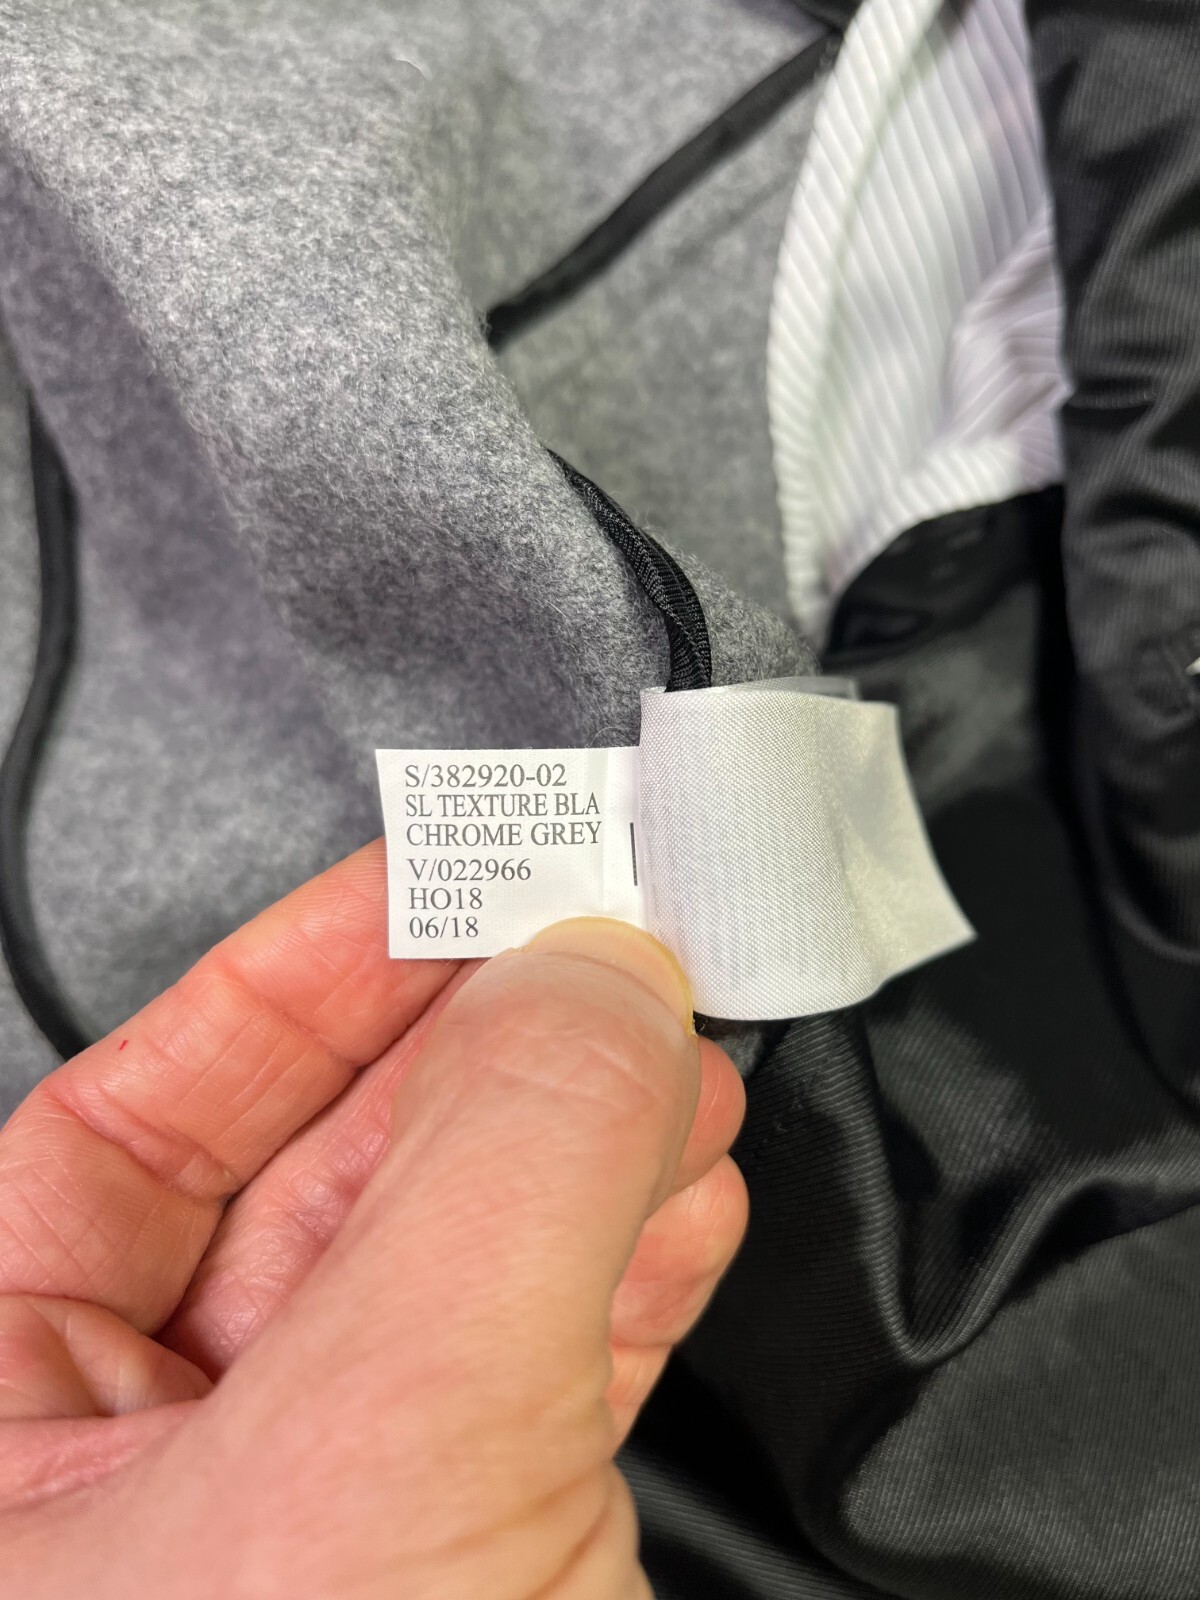 S/382920-02
SL TEXTURE BLA
CHROME GREY
V/022966
HO18
06/18